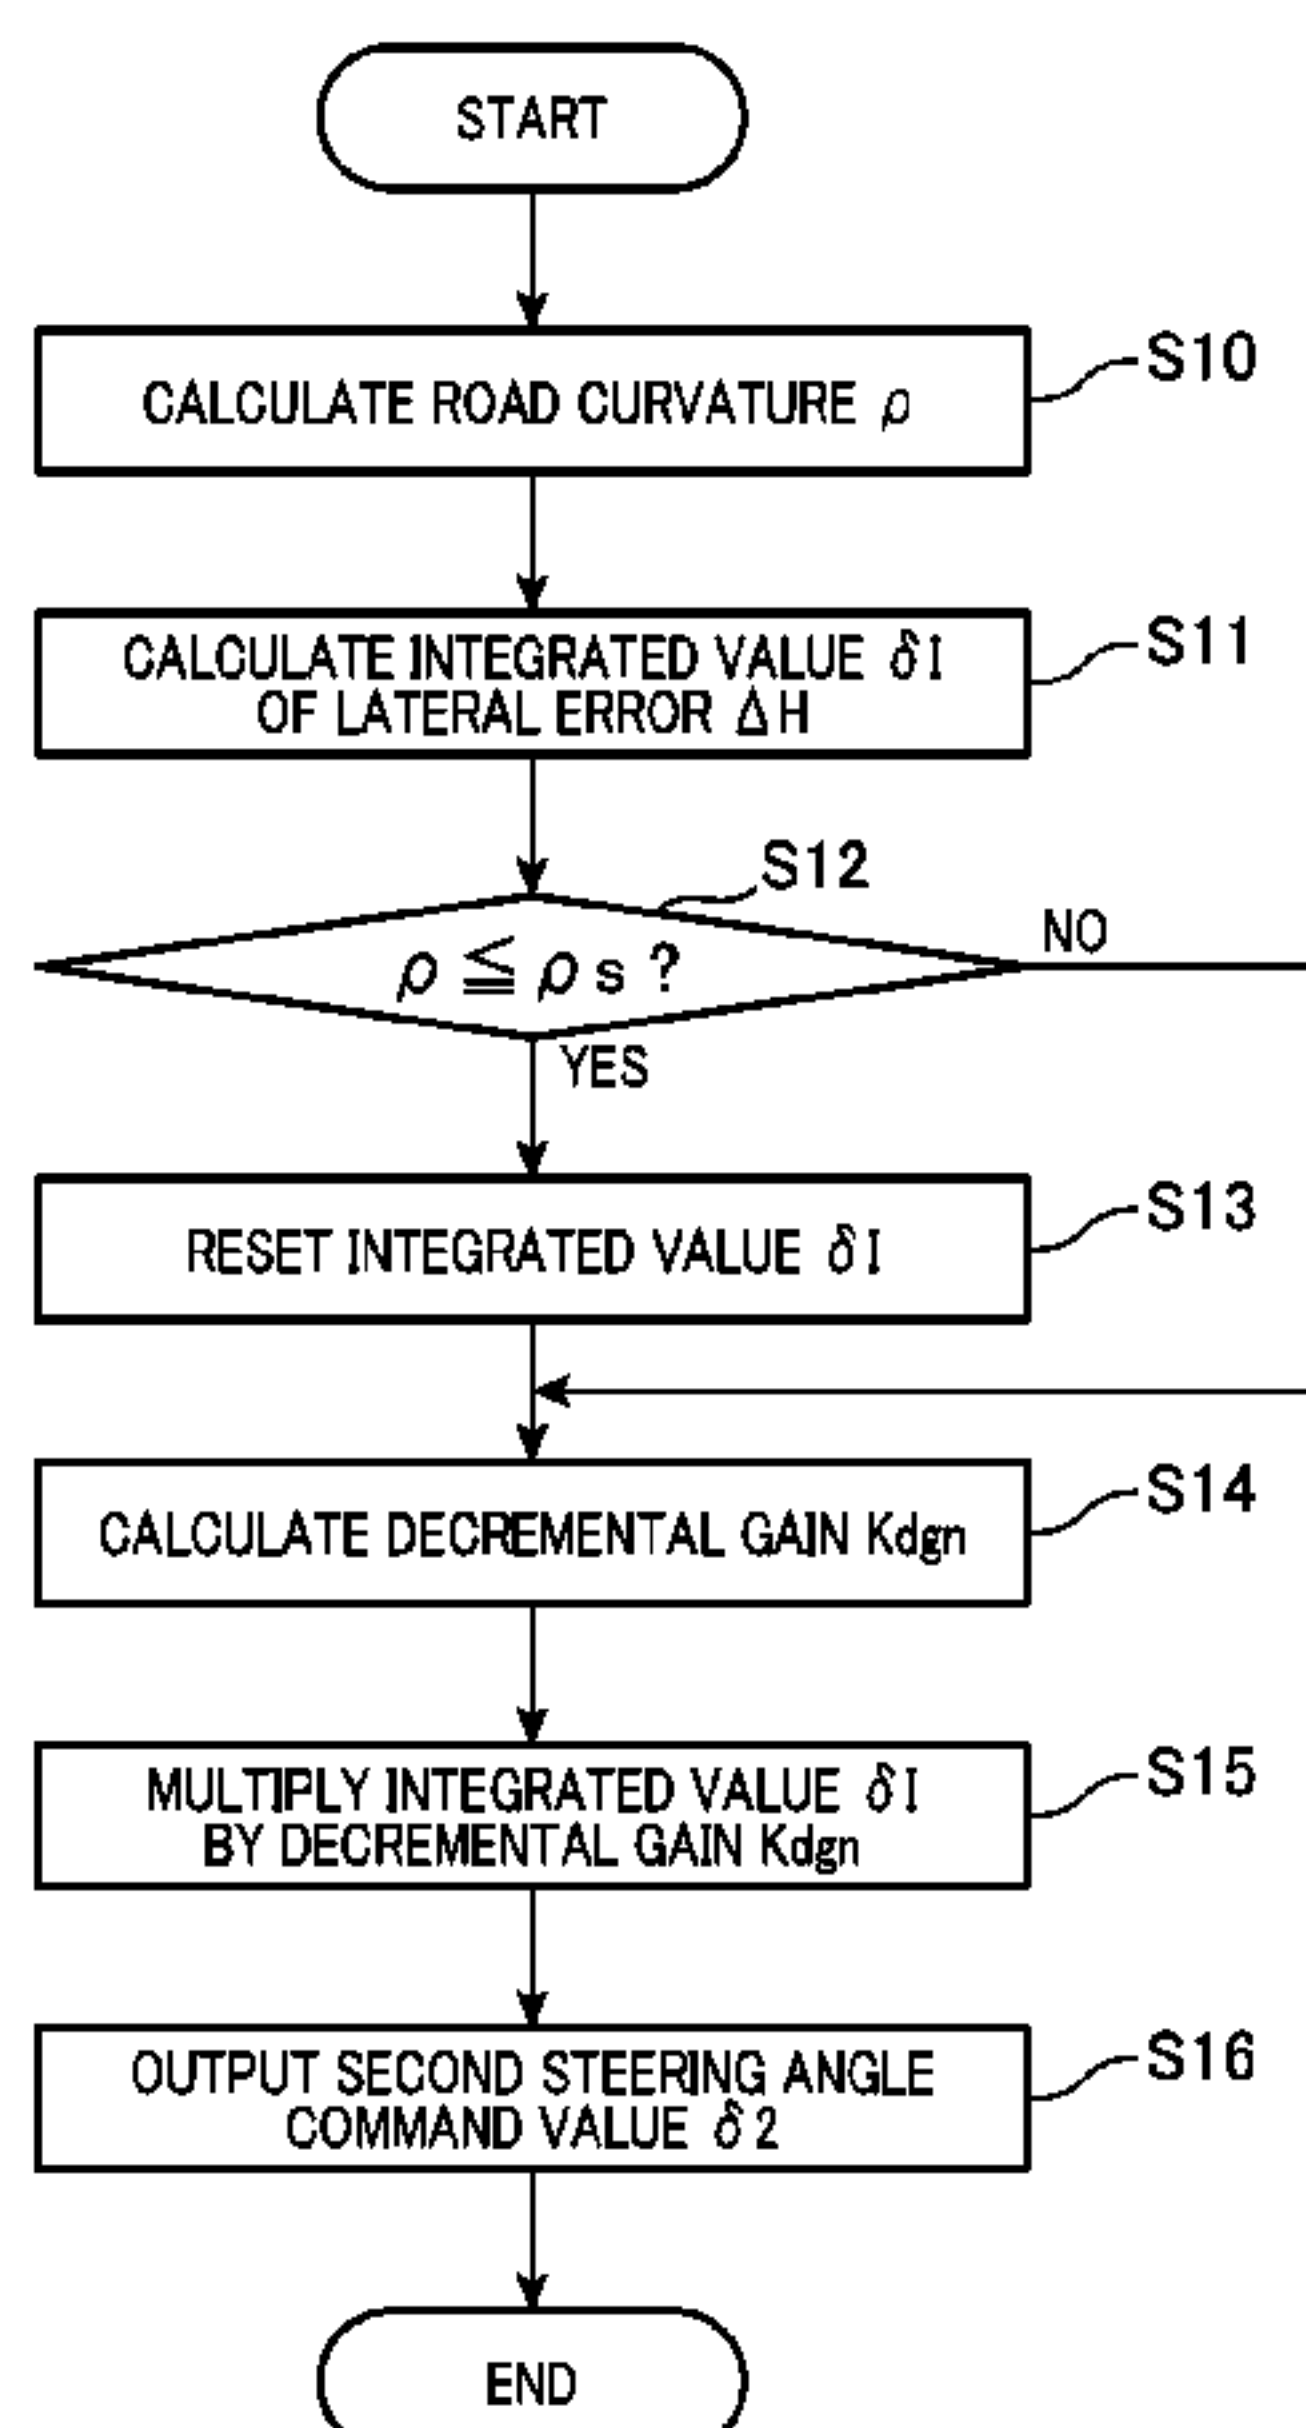 START
CALCULATE ROAD CURVATURE ρ
S10
CALCULATE INTEGRATED VALUE δI
OF LATERAL ERROR ΔH
S11
S12
ρ ≦ ρs ?
NO
YES
RESET INTEGRATED VALUE δI
S13
CALCULATE DECREMENTAL GAIN Kdgn
S14
MULTIPLY INTEGRATED VALUE δI
BY DECREMENTAL GAIN Kdgn
S15
OUTPUT SECOND STEERING ANGLE
COMMAND VALUE δ2
S16
END